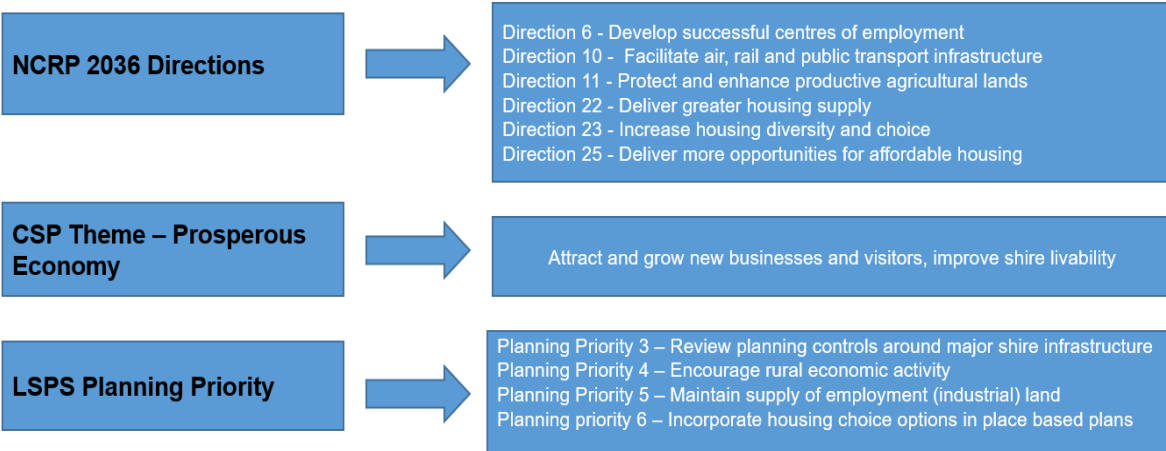 NCRP 2036 Directions
Direction 6 - Develop successful centres of employment
Direction 10 -  Facilitate air, rail and public transport infrastructure
Direction 11 - Protect and enhance productive agricultural lands
Direction 22 - Deliver greater housing supply
Direction 23 - Increase housing diversity and choice
Direction 25 - Deliver more opportunities for affordable housing
CSP Theme – Prosperous
Economy
Attract and grow new businesses and visitors, improve shire livability
LSPS Planning Priority
Planning Priority 3 – Review planning controls around major shire infrastructure
Planning Priority 4 – Encourage rural economic activity
Planning Priority 5 – Maintain supply of employment (industrial) land
Planning priority 6 – Incorporate housing choice options in place based plans